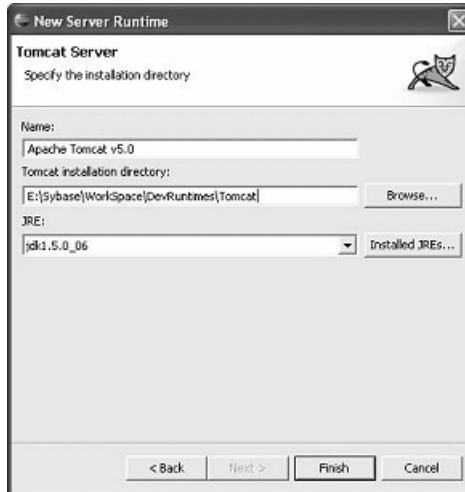 New Server Runtime
Tomcat Server
Specify the installation directory
Name:
Apache Tomcat v5.0
Tomcat installation directory:
E:\Sybase\WorkSpace\DevRuntimes\Tomcat
Browse...
JRE:
jdk1.5.0_06
Installed JREs...
< Back
Next >
Finish
Cancel